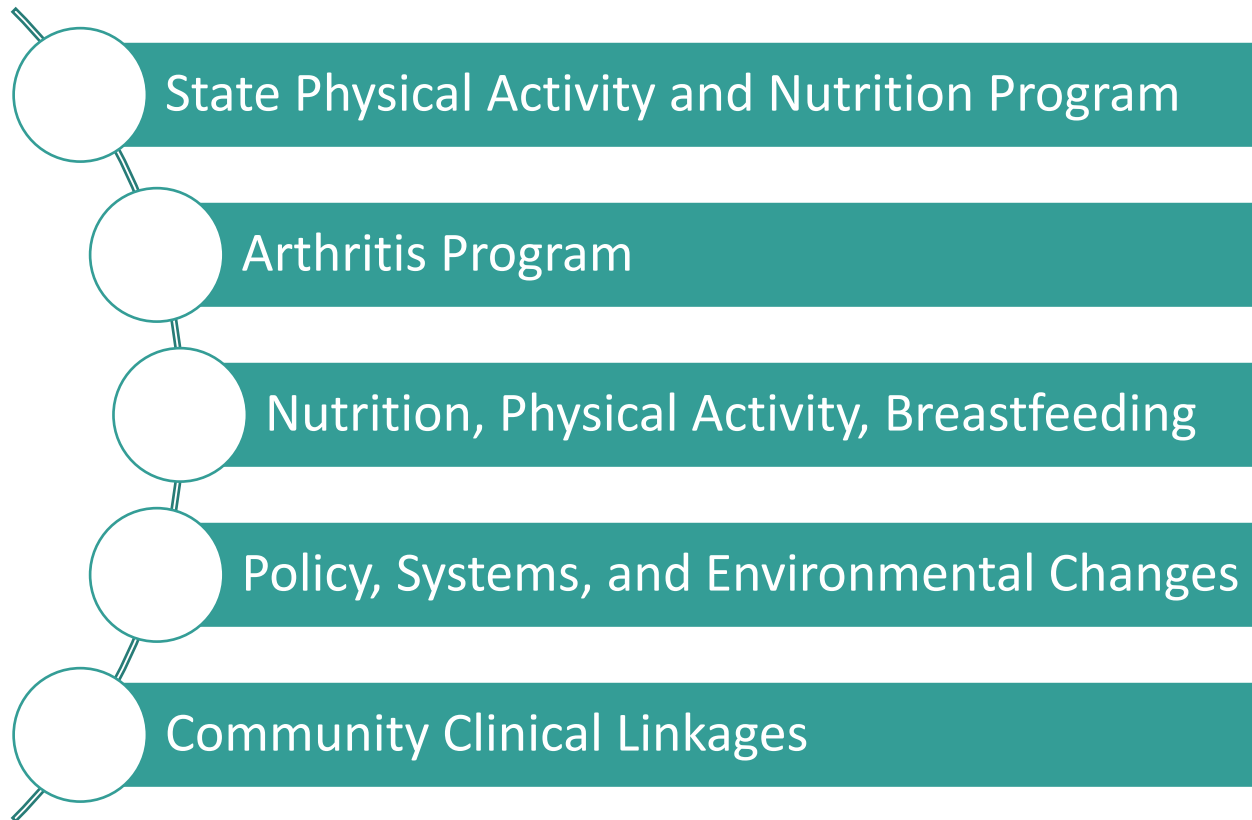 State Physical Activity and Nutrition Program
Arthritis Program
Nutrition, Physical Activity, Breastfeeding
Policy, Systems, and Environmental Changes
Community Clinical Linkages